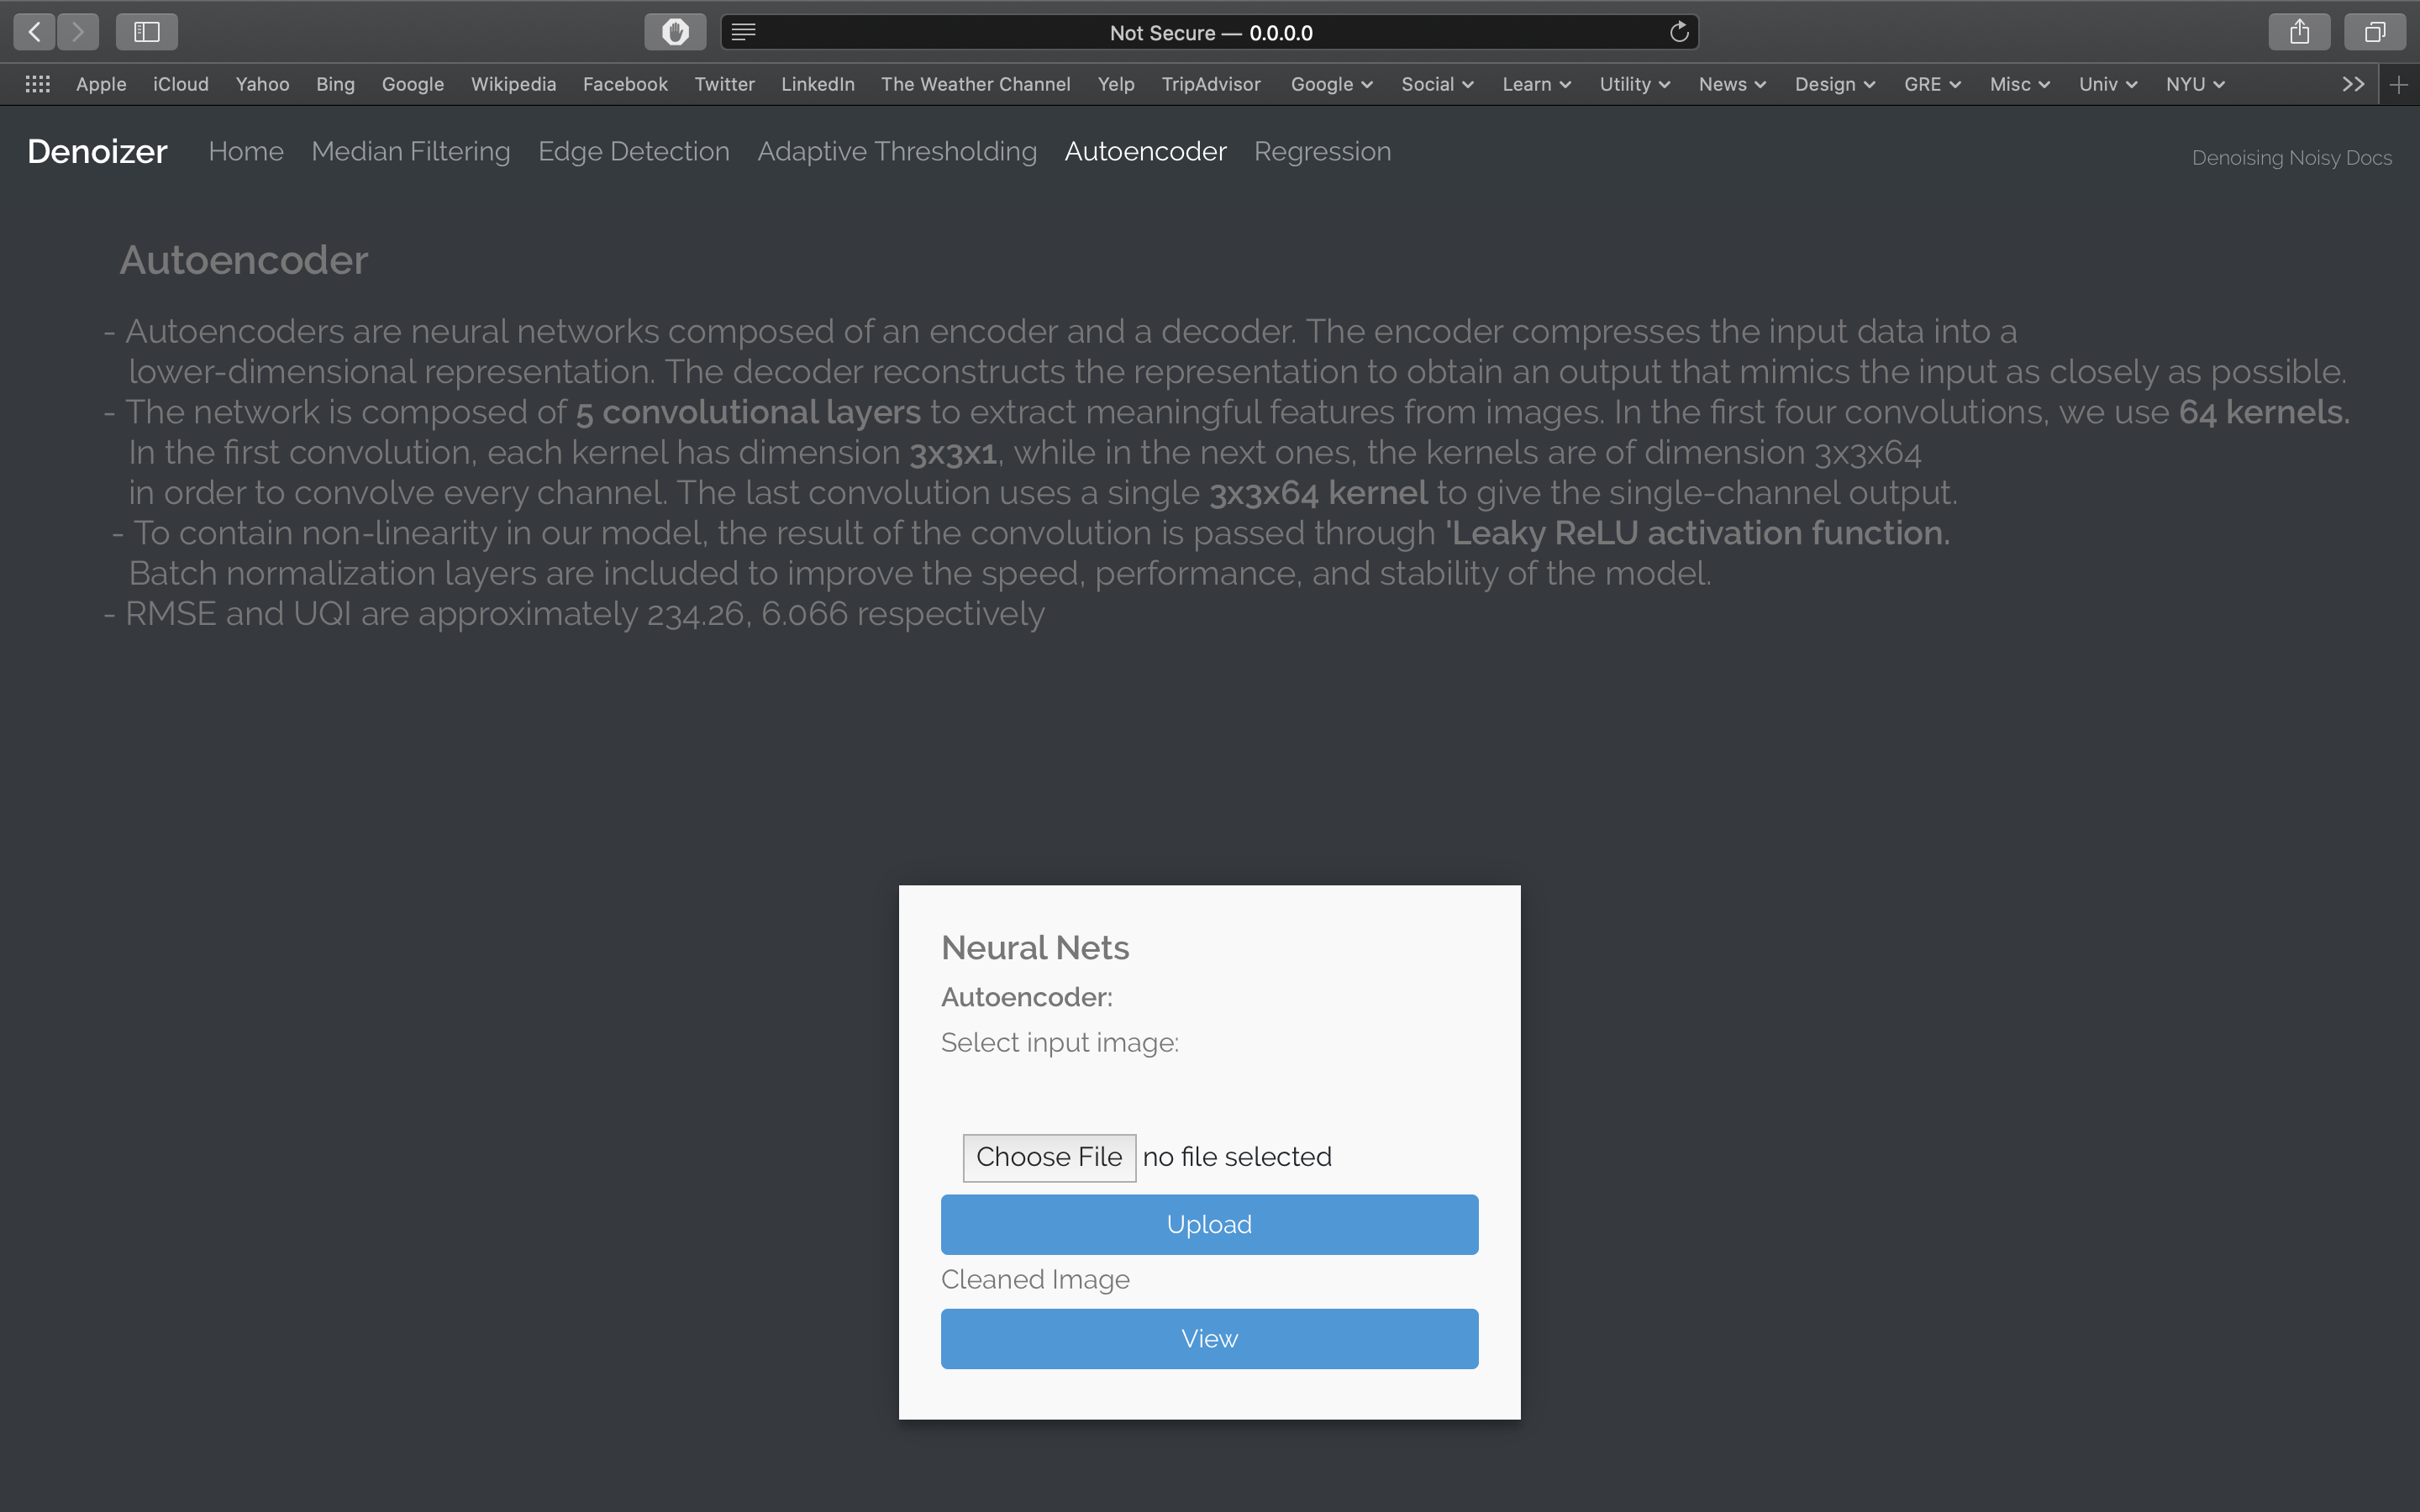 Not Secure — 0.0.0.0
Apple iCloud Yahoo Bing Google Wikipedia Facebook Twitter LinkedIn The Weather Channel Yelp TripAdvisor Google Social Learn Utility News Design GRE Misc Univ NYU
Denoizer Home Median Filtering Edge Detection Adaptive Thresholding Autoencoder Regression Denoising Noisy Docs
Autoencoder
- Autoencoders are neural networks composed of an encoder and a decoder. The encoder compresses the input data into a
lower-dimensional representation. The decoder reconstructs the representation to obtain an output that mimics the input as closely as possible.
- The network is composed of 5 convolutional layers to extract meaningful features from images. In the first four convolutions, we use 64 kernels.
In the first convolution, each kernel has dimension 3x3x1, while in the next ones, the kernels are of dimension 3x3x64
in order to convolve every channel. The last convolution uses a single 3x3x64 kernel to give the single-channel output.
- To contain non-linearity in our model, the result of the convolution is passed through 'Leaky ReLU activation function.
Batch normalization layers are included to improve the speed, performance, and stability of the model.
- RMSE and UQI are approximately 234.26, 6.066 respectively
Neural Nets
Autoencoder:
Select input image:
Choose File no file selected
Upload
Cleaned Image
View